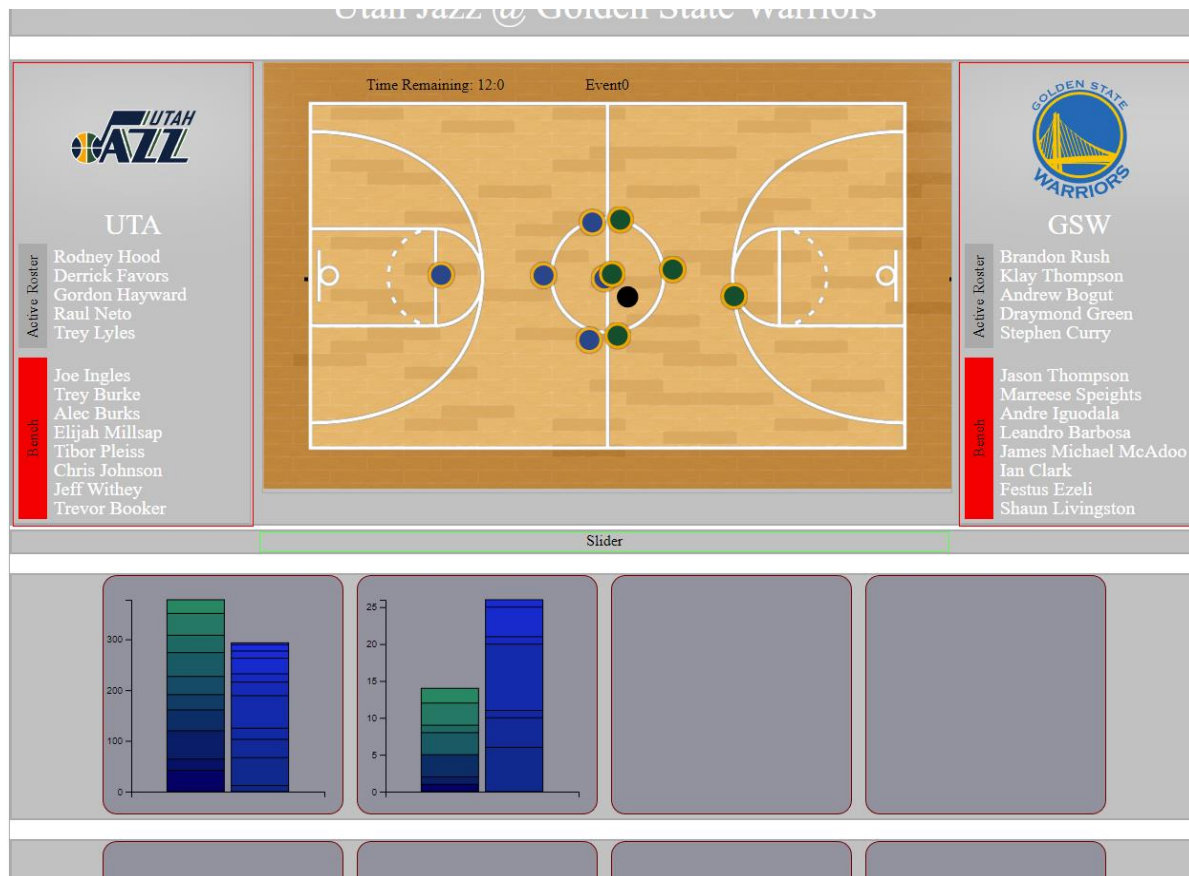 Utah Jazz @ Golden State Warriors
Time Remaining: 12:0
Event0
UTAH
JAZZ
UTA
Active Roster
Rodney Hood
Derrick Favors
Gordon Hayward
Raul Neto
Trey Lyles
Bench
Joe Ingles
Trey Burke
Alec Burks
Elijah Millsap
Tibor Pleiss
Chris Johnson
Jeff Withey
Trevor Booker
GOLDEN STATE
WARRIORS
GSW
Active Roster
Brandon Rush
Klay Thompson
Andrew Bogut
Draymond Green
Stephen Curry
Bench
Jason Thompson
Marreese Speights
Andre Iguodala
Leandro Barbosa
James Michael McAdoo
Ian Clark
Festus Ezeli
Shaun Livingston
Slider
300
200
100
0
25
20
15
10
5
0